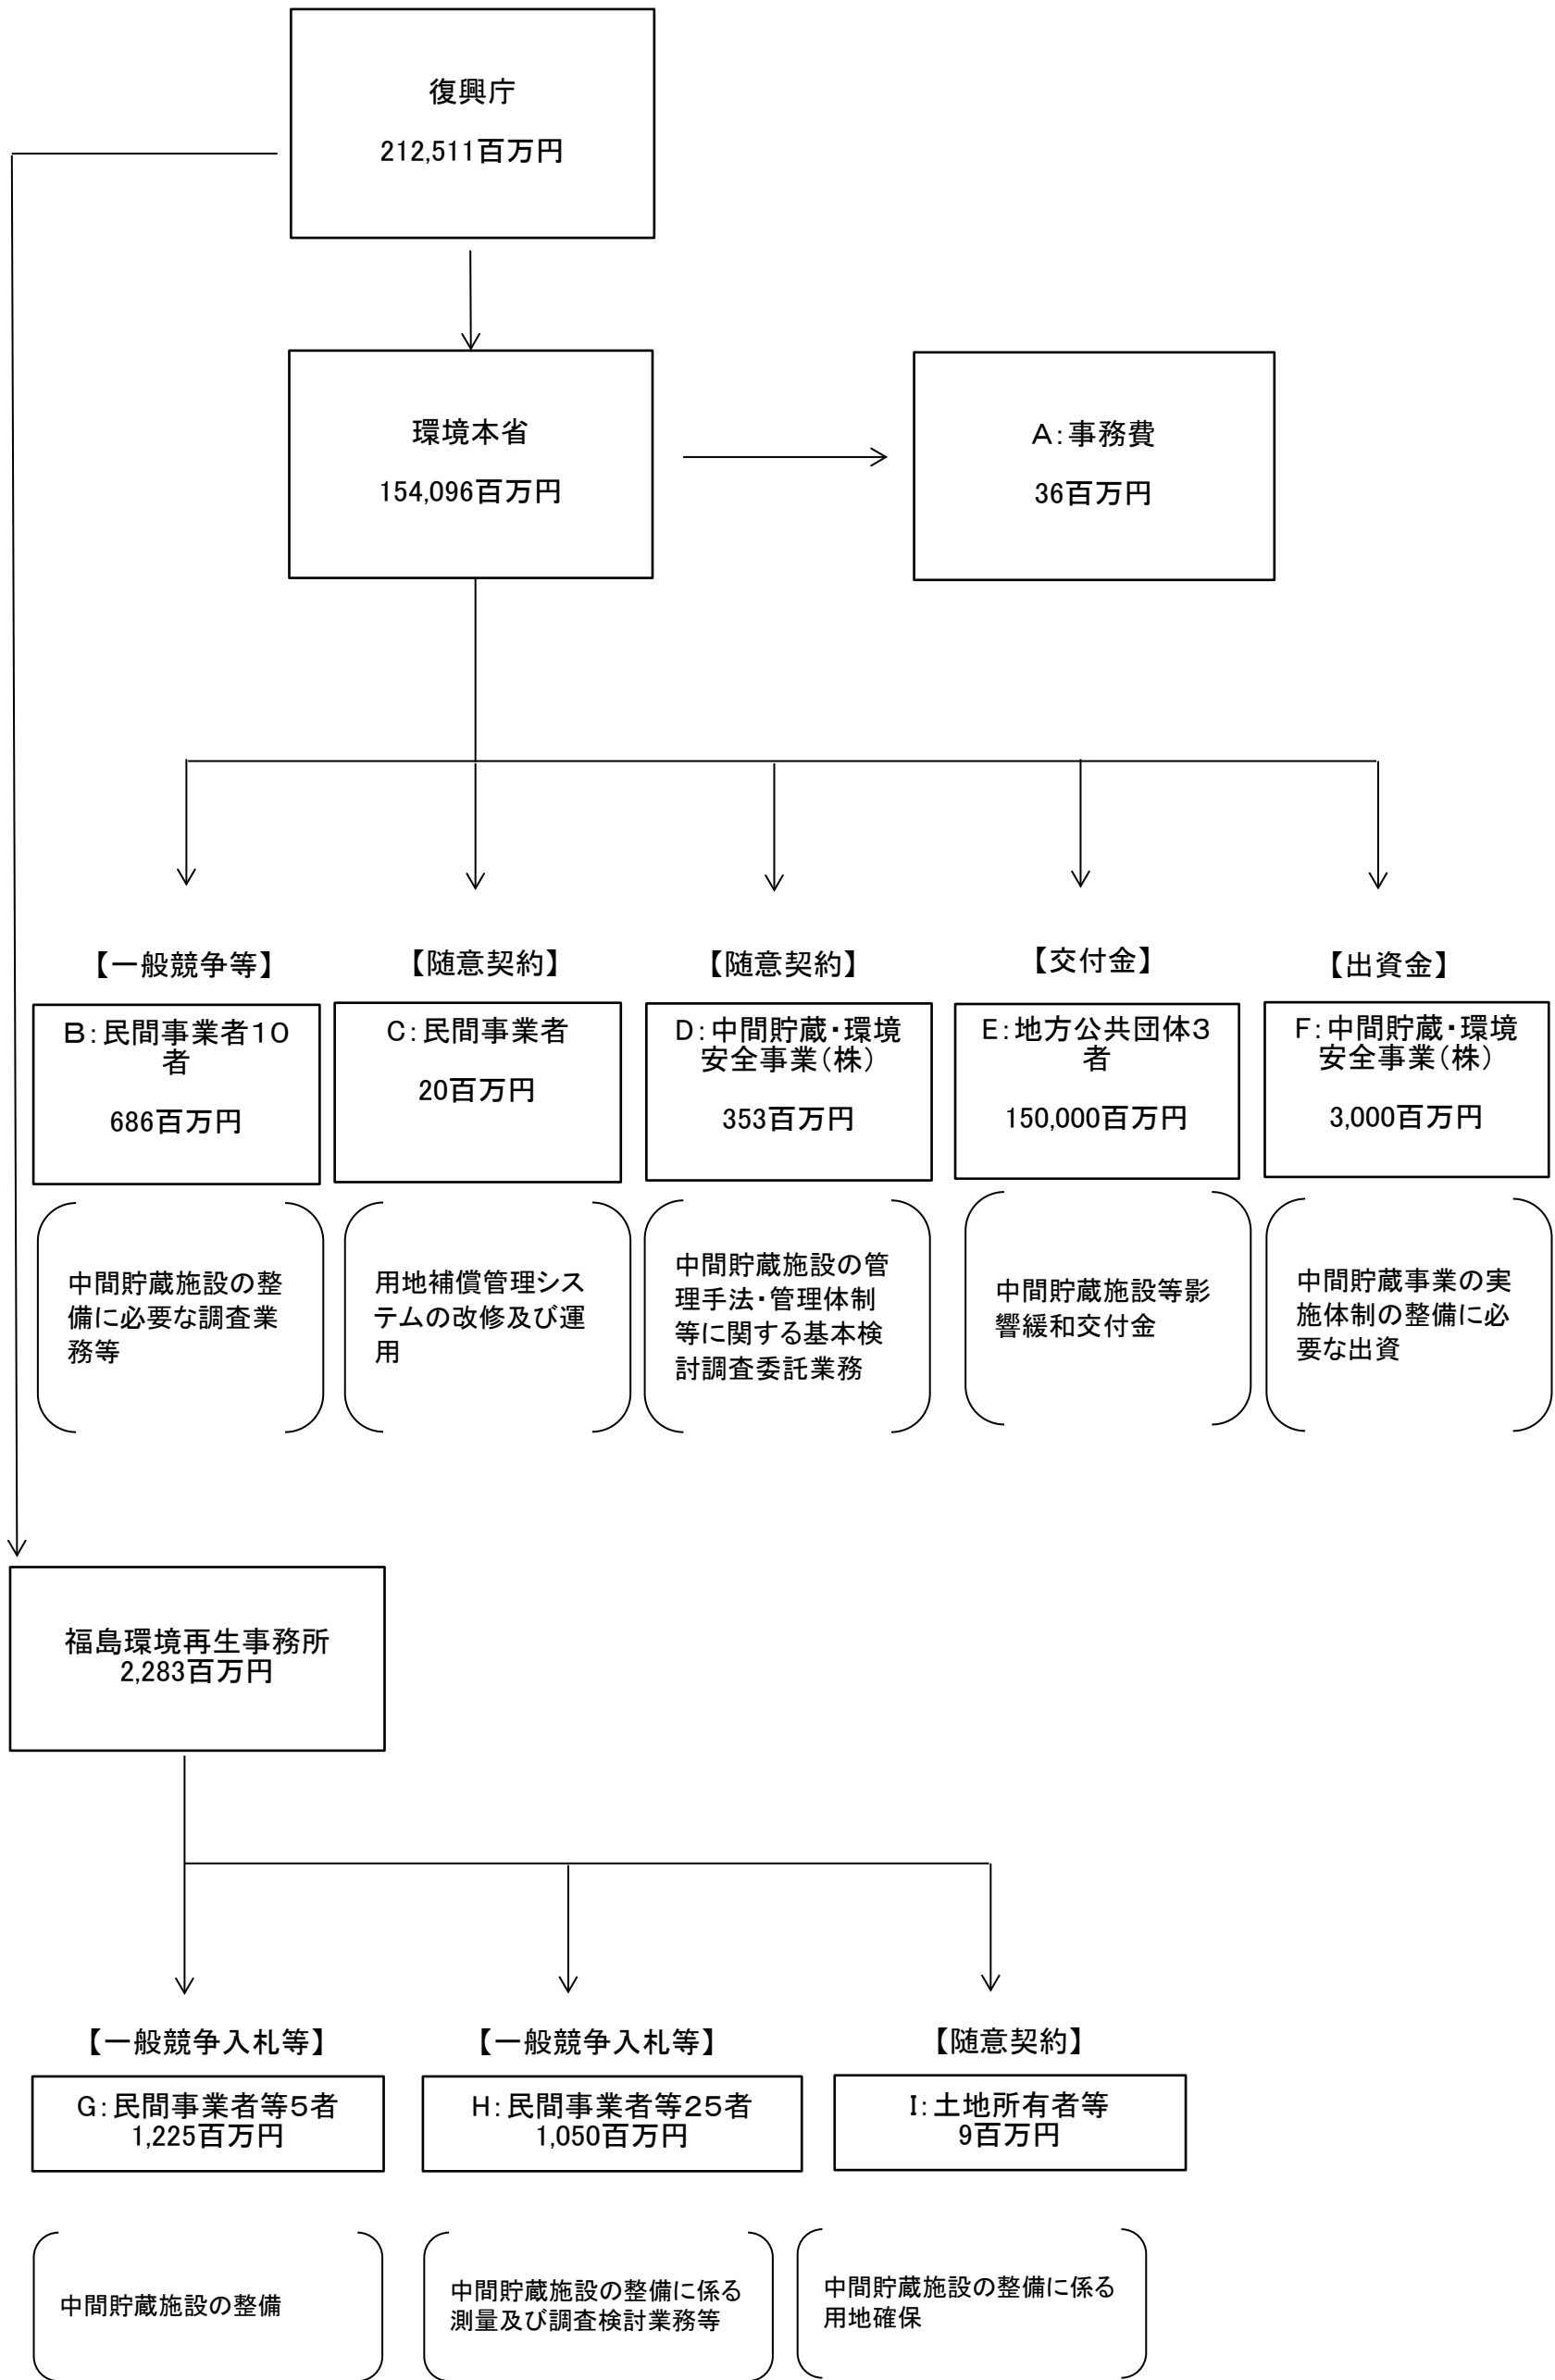 復興庁
212,511百万円
環境本省
154,096百万円
A：事務費
36百万円
【一般競争等】
B：民間事業者１０
者
686百万円
中間貯蔵施設の整
備に必要な調査業
務等
【随意契約】
C：民間事業者
20百万円
用地補償管理シス
テムの改修及び運
用
【随意契約】
D：中間貯蔵・環境
安全事業（株）
353百万円
中間貯蔵施設の管
理手法・管理体制
等に関する基本検
討調査委託業務
【交付金】
E：地方公共団体３
者
150,000百万円
中間貯蔵施設等影
響緩和交付金
【出資金】
F：中間貯蔵・環境
安全事業（株）
3,000百万円
中間貯蔵事業の実
施体制の整備に必
要な出資
福島環境再生事務所
2,283百万円
【一般競争入札等】
G：民間事業者等５者
1,225百万円
中間貯蔵施設の整備
【一般競争入札等】
H：民間事業者等２５者
1,050百万円
中間貯蔵施設の整備に係る
測量及び調査検討業務等
【随意契約】
I：土地所有者等
9百万円
中間貯蔵施設の整備に係る
用地確保